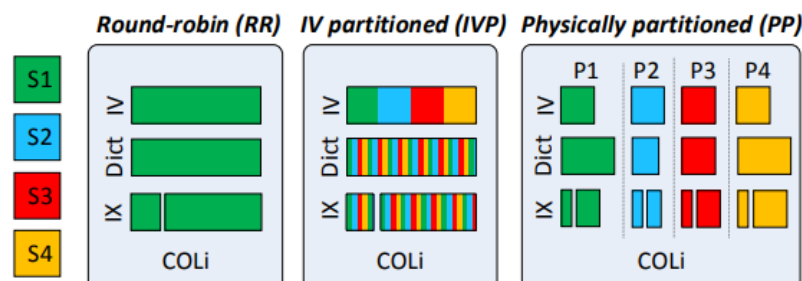 Round-robin (RR) IV partitioned (IVP) Physically partitioned (PP)
S1
S2
S3
S4
IV
Dict
IX
COLi
IV
Dict
IX
COLi
P1 P2 P3 P4
IV
Dict
IX
COLi